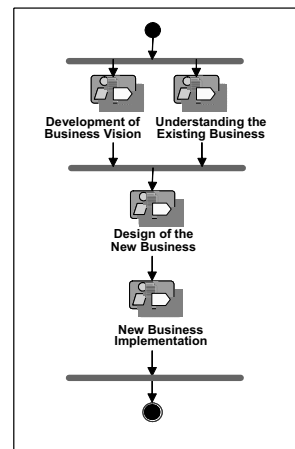 Development of
Business Vision
Understanding the
Existing Business
Design of the
New Business
New Business
Implementation